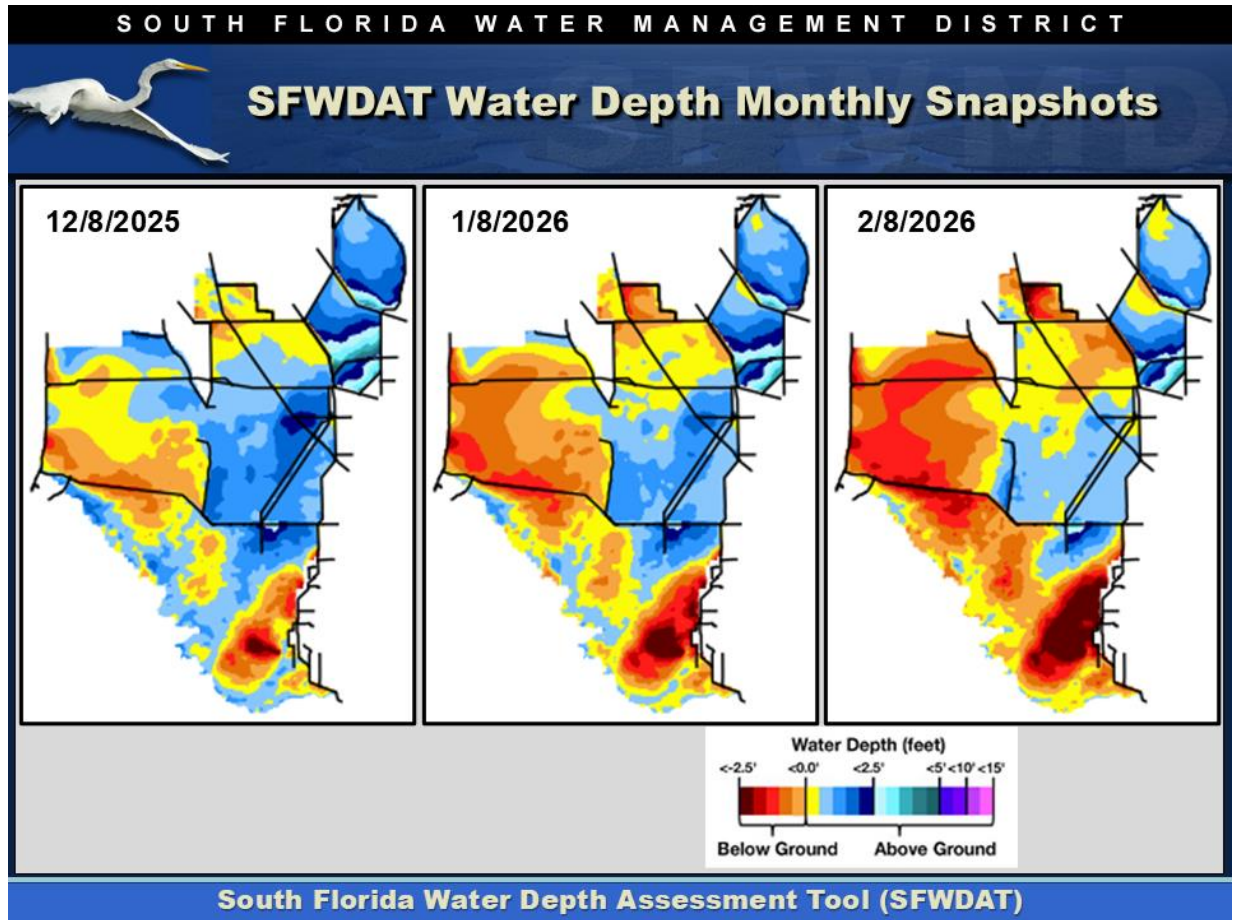 SOUTH FLORIDA WATER MANAGEMENT DISTRICT
SFWMD
SFWDAT Water Depth Monthly Snapshots
12/8/2025
1/8/2026
2/8/2026
Water Depth (feet)
<-2.5' <0.0' <2.5' <5' <10' <15'
Below Ground Above Ground
South Florida Water Depth Assessment Tool (SFWDAT)